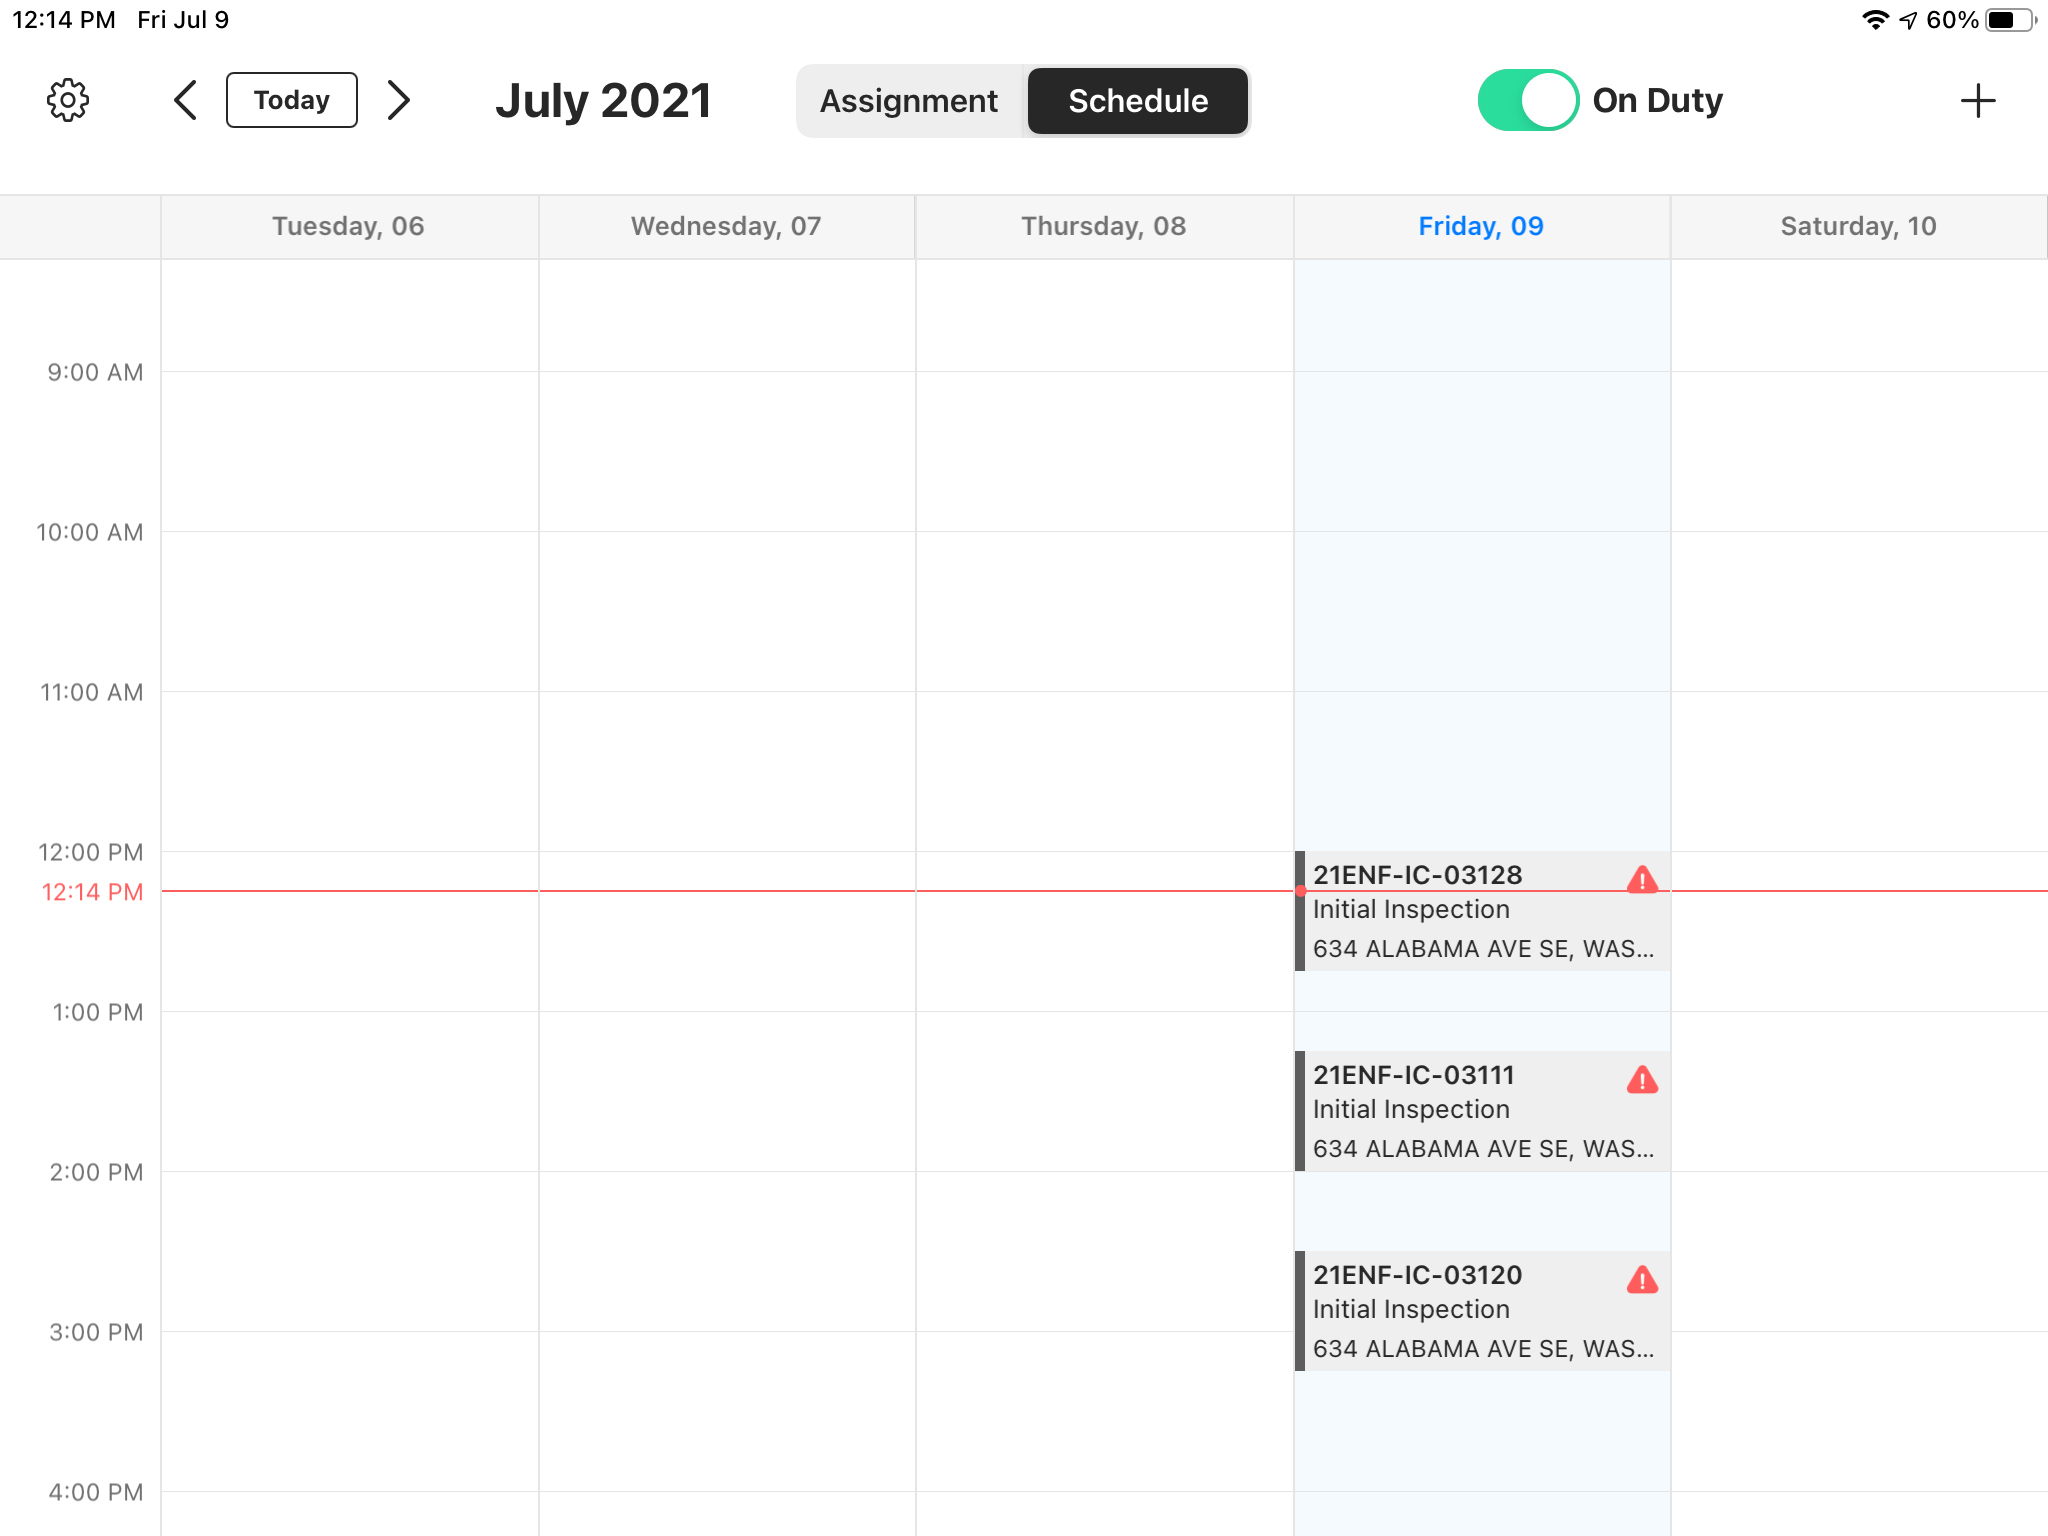 12:14 PM Fri Jul 9
60%
Today
July 2021
Assignment
Schedule
On Duty
Tuesday, 06
Wednesday, 07
Thursday, 08
Friday, 09
Saturday, 10
9:00 AM
10:00 AM
11:00 AM
12:00 PM
12:14 PM
21ENF-IC-03128
Initial Inspection
634 ALABAMA AVE SE, WAS...
1:00 PM
21ENF-IC-03111
Initial Inspection
634 ALABAMA AVE SE, WAS...
2:00 PM
21ENF-IC-03120
Initial Inspection
634 ALABAMA AVE SE, WAS...
3:00 PM
4:00 PM